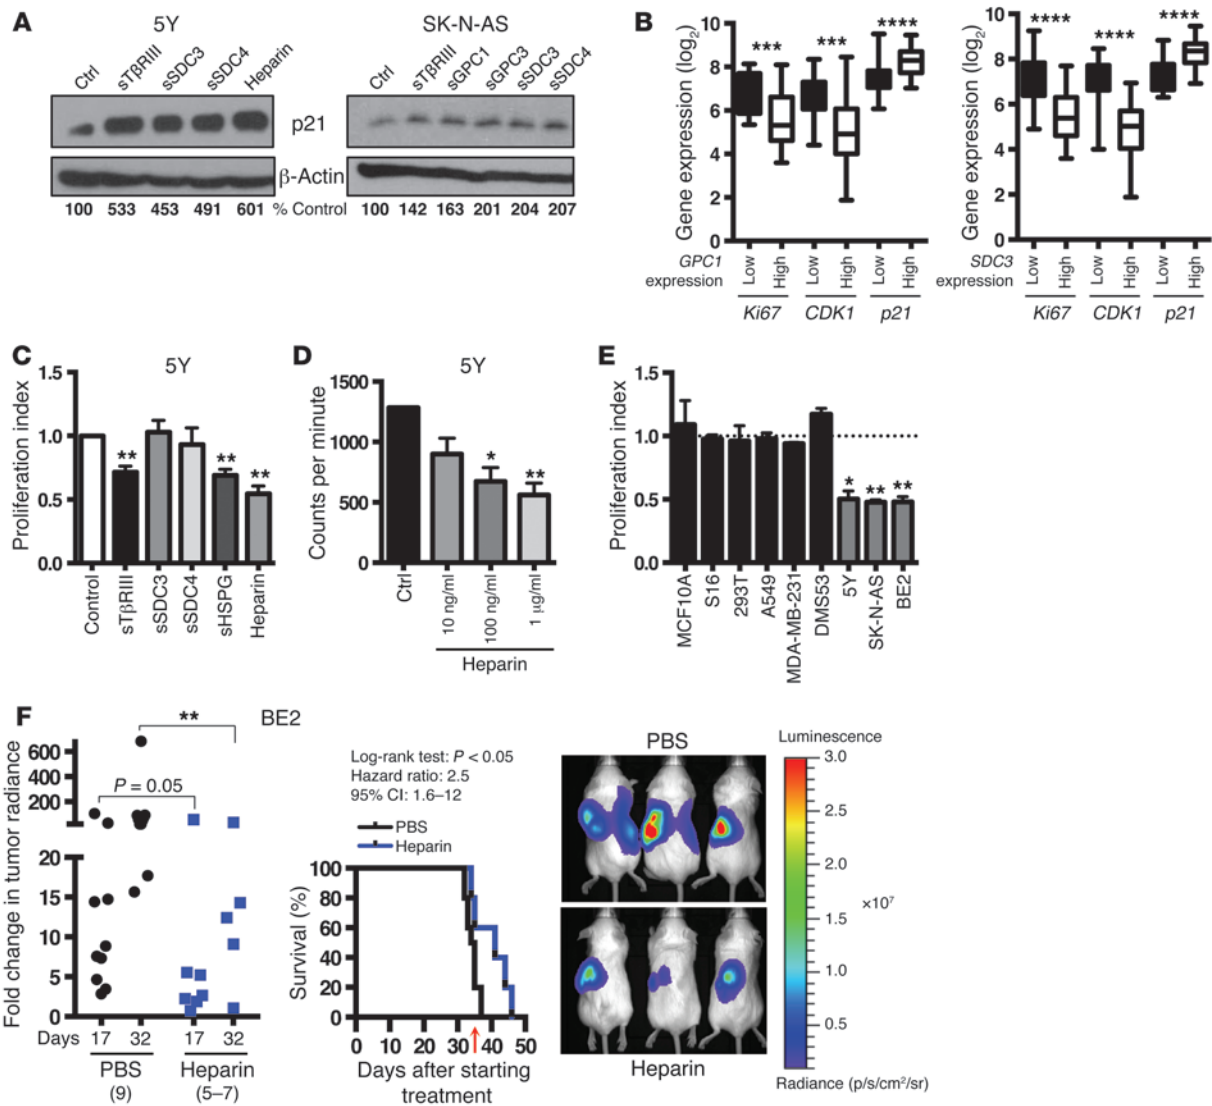 A
5Y
SK-N-AS
Ctrl
sTβRIII
sSDC3
sSDC4
Heparin
Ctrl
sTβRIII
sGPC1
sGPC3
sSDC3
sSDC4
p21
β-Actin
100 533 453 491 601 % Control 100 142 163 201 204 207
B
Gene expression (log2)
10
8
6
4
2
0
*** *** ****
GPC1 expression
Low High Low High Low High
Ki67 CDK1 p21
Gene expression (log2)
10
8
6
4
2
0
**** **** ****
SDC3 expression
Low High Low High Low High
Ki67 CDK1 p21
C
5Y
Proliferation index
1.5
1.0
0.5
0.0
** ** **
Control
sTβRIII
sSDC3
sSDC4
sHSPG
Heparin
D
5Y
Counts per minute
1500
1000
500
0
* **
Ctrl
10 ng/ml
100 ng/ml
1 μg/ml
Heparin
E
Proliferation index
1.5
1.0
0.5
0.0
* ** **
MCF10A
S16
293T
A549
MDA-MB-231
DMS53
5Y
SK-N-AS
BE2
F
BE2
**
P = 0.05
Fold change in tumor radiance
600
400
200
20
15
10
5
0
Days 17 32 17 32
PBS Heparin
(9) (5–7)
Log-rank test: P < 0.05
Hazard ratio: 2.5
95% CI: 1.6–12
PBS
Heparin
Survival (%)
100
80
60
40
20
0
0 10 20 30 40 50
Days after starting
treatment
PBS
Heparin
Luminescence
3.0
2.5
2.0
1.5
1.0
0.5
×10⁷
Radiance (p/s/cm²/sr)